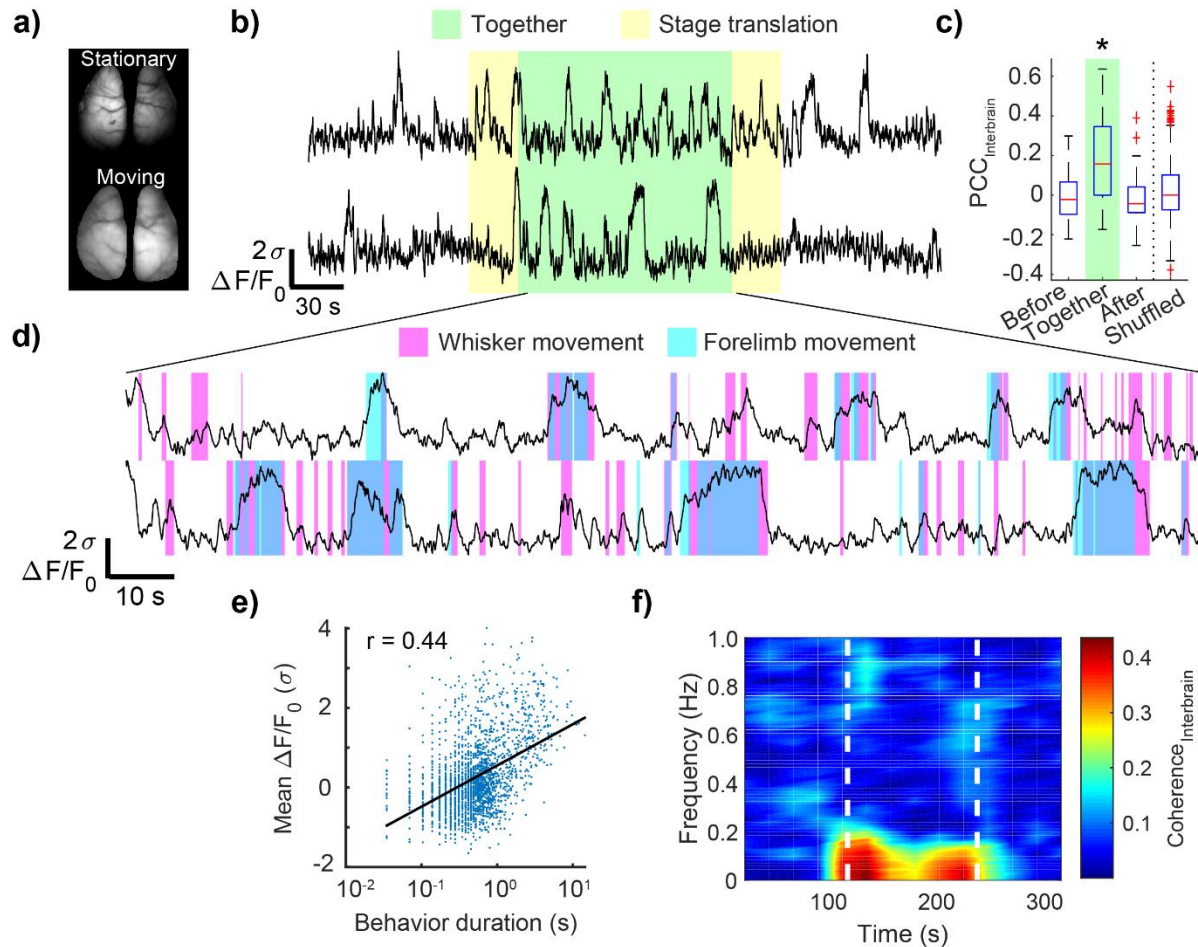 a)
Stationary
Moving
b)
Together
Stage translation
2 σ
ΔF/F0
30 s
c)
*
PCCInterbrain
0.6
0.4
0.2
0
-0.2
-0.4
Before
Together
After
Shuffled
d)
Whisker movement
Forelimb movement
2 σ
ΔF/F0
10 s
e)
r = 0.44
Mean ΔF/F0 (σ)
4
2
0
-2
10-2
10-1
100
101
Behavior duration (s)
f)
Frequency (Hz)
1.0
0.8
0.6
0.4
0.2
0
100
200
300
Time (s)
0.4
0.3
0.2
0.1
CoherenceInterbrain